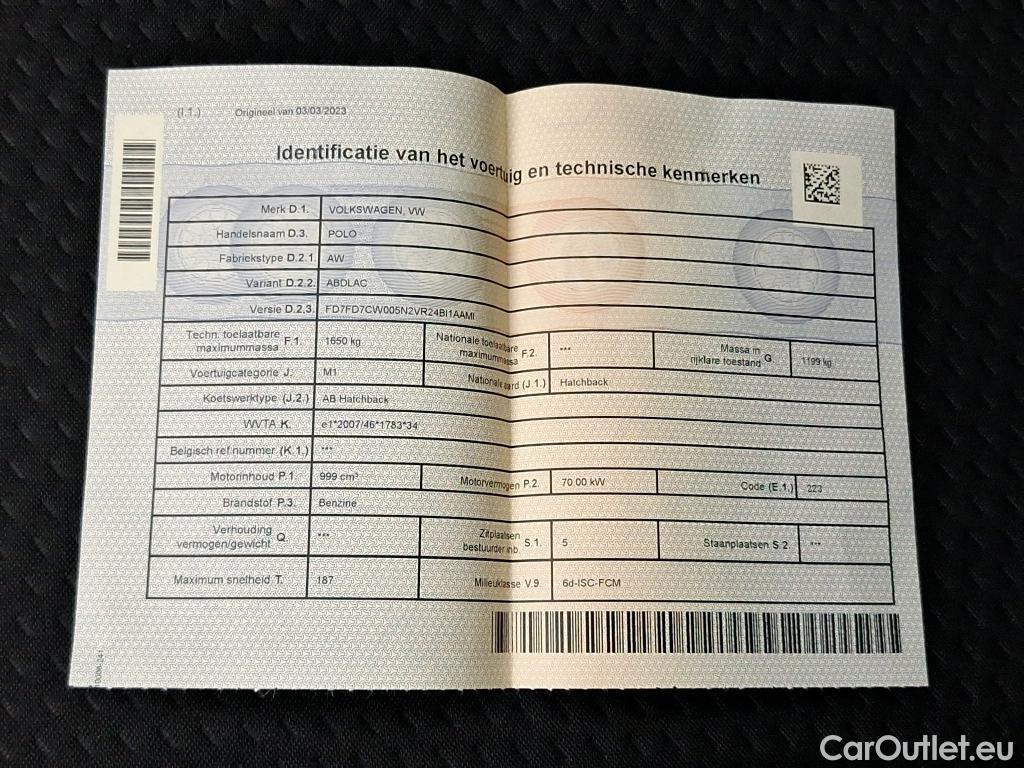 (I.1.) Origineel van 03/03/2023
Identificatie van het voertuig en technische kenmerken
Merk D.1. VOLKSWAGEN, VW
Handelsnaam D.3. POLO
Fabriekstype D.2.1. AW
Variant D.2.2. ABDLAC
Versie D.2.3. FD7FD7CW005N2VR24BI1AAMI
Techn. toelaatbare maximummassa F.1. 1650 kg Nationale toelaatbare maximummassa F.2. *** Massa in rijklare toestand G. 1199 kg
Voertuigcategorie J. M1 Nationale aard (J.1.) Hatchback
Koetswerktype (J.2.) AB Hatchback
WVTA K. e1*2007/46*1783*34
Belgisch ref.nummer (K.1.) ***
Motorinhoud P.1. 999 cm³ Motorvermogen P.2. 70.00 kW Code (E.1.) 223
Brandstof P.3. Benzine
Verhouding vermogen/gewicht Q. *** Zitplaatsen bestuurder inb. S.1. 5 Staanplaatsen S.2. ***
Maximum snelheid T. 187 Milieuklasse V.9. 6d-ISC-FCM
CarOutlet.eu